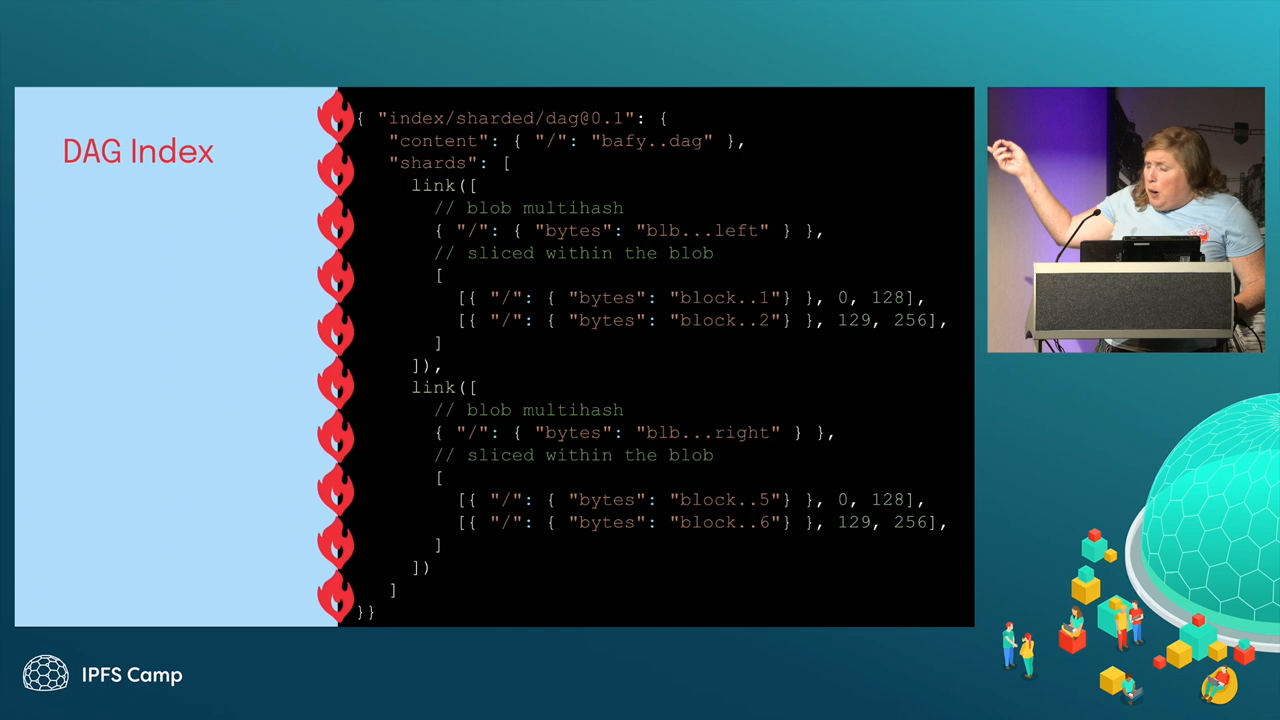 DAG Index
{ "index/sharded/dag@0.1": {
"content": { "/": "bafy..dag" },
"shards": [
link([
// blob multihash
{ "/": { "bytes": "blb...left" } },
// sliced within the blob
[
[{ "/": { "bytes": "block..1"} }, 0, 128],
[{ "/": { "bytes": "block..2"} }, 129, 256],
]
]),
link([
// blob multihash
{ "/": { "bytes": "blb...right" } },
// sliced within the blob
[
[{ "/": { "bytes": "block..5"} }, 0, 128],
[{ "/": { "bytes": "block..6"} }, 129, 256],
]
])
]
}}
IPFS Camp